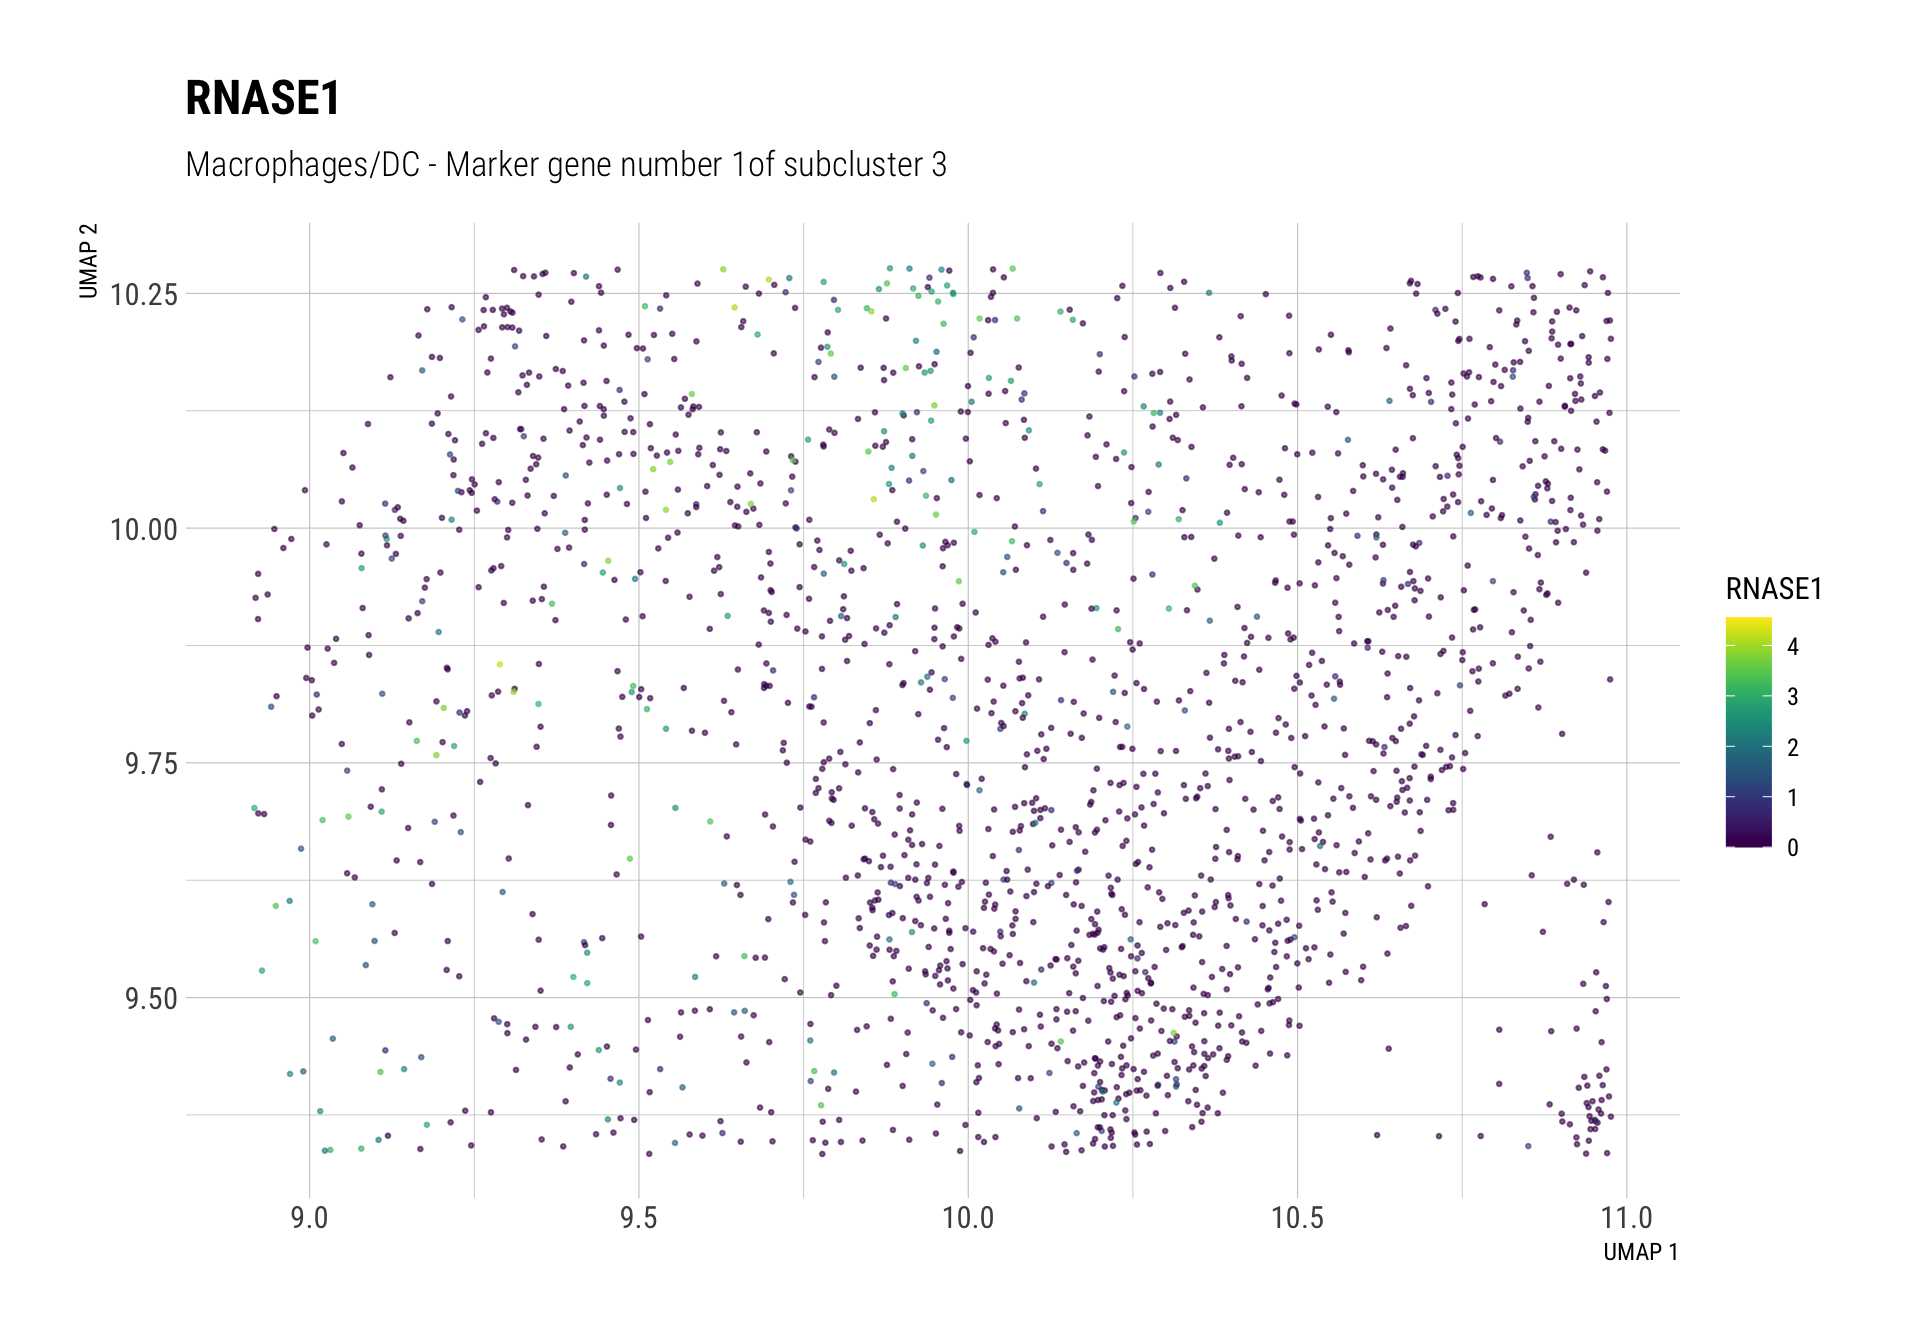 RNASE1
Macrophages/DC - Marker gene number 1of subcluster 3
UMAP 2
10.25
10.00
9.75
9.50
9.0 9.5 10.0 10.5 11.0
UMAP 1
RNASE1
4
3
2
1
0